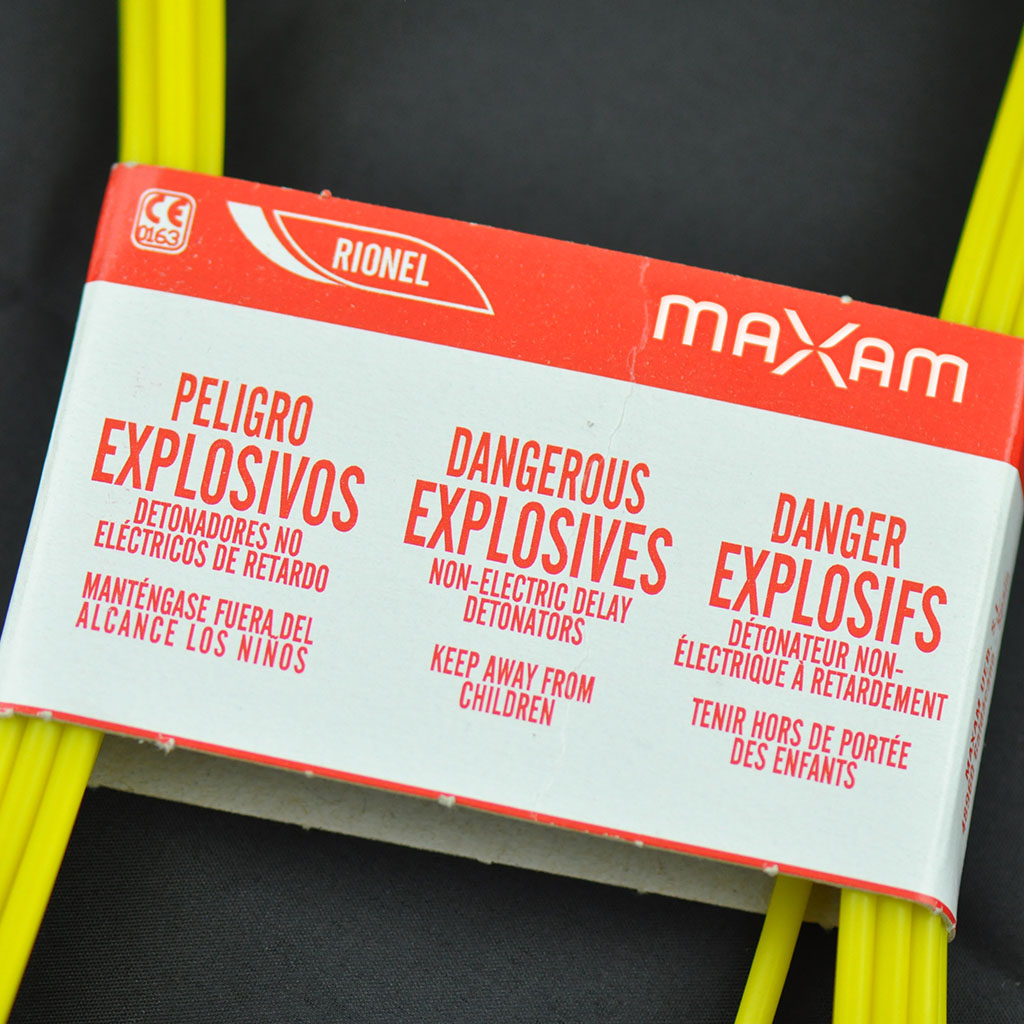 CE
0163
RIONEL
MAXAM
PELIGRO
EXPLOSIVOS
DETONADORES NO
ELÉCTRICOS DE RETARDO
MANTÉNGASE FUERA DEL
ALCANCE LOS NIÑOS
DANGEROUS
EXPLOSIVES
NON-ELECTRIC DELAY
DETONATORS
KEEP AWAY FROM
CHILDREN
DANGER
EXPLOSIFS
DÉTONATEUR NON-
ÉLECTRIQUE À RETARDEMENT
TENIR HORS DE PORTÉE
DES ENFANTS